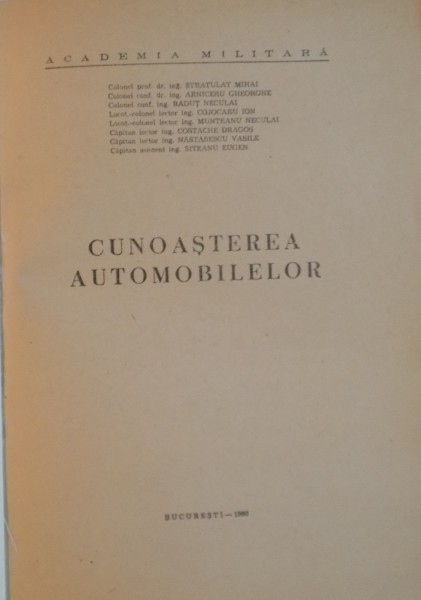 ACADEMIA MILITARĂ
Colonel prof. dr. ing. STRATULAT MIHAI
Colonel conf. dr. ing. ARNICERU GHEORGHE
Colonel conf. ing. RADUȚ NECULAI
Locot.-colonel lector ing. COJOCARU ION
Locot.-colonel lector ing. MUNTEANU NECULAI
Căpitan lector ing. COSTACHE DRAGOȘ
Căpitan lector ing. NĂSTĂSESCU VASILE
Căpitan asistent ing. SITEANU EUGEN
CUNOAȘTEREA
AUTOMOBILELOR
BUCUREȘTI —